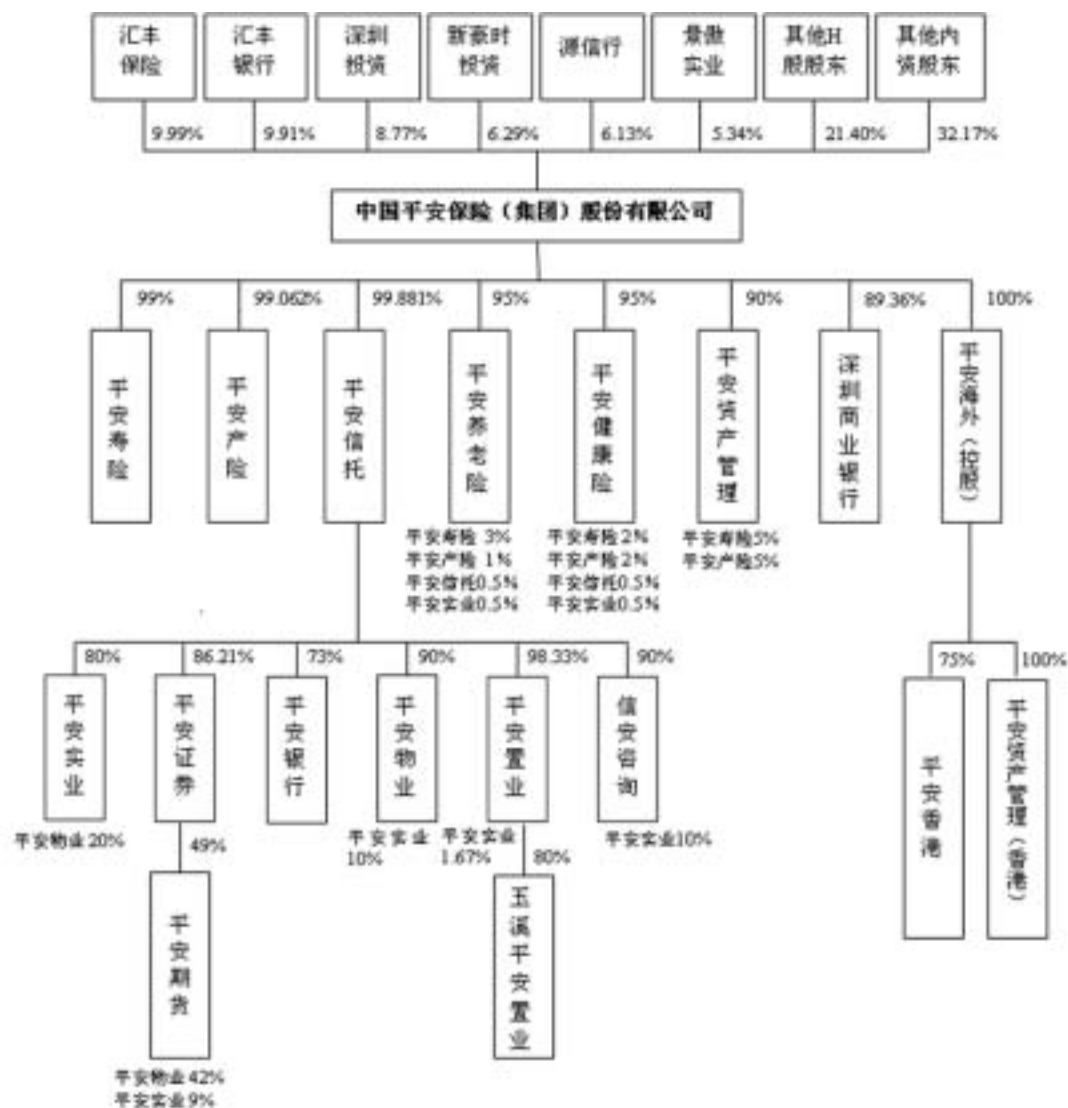 汇丰
保险
汇丰
银行
深圳
投资
新豪时
投资
源信行
景傲
实业
其他H
股股东
其他内
资股东
9.99%
9.91%
8.77%
6.29%
6.13%
5.34%
21.40%
32.17%
中国平安保险（集团）股份有限公司
99%
99.062%
99.881%
95%
95%
90%
89.36%
100%
平安寿险
平安产险
平安信托
平安养老险
平安健康险
平安资产管理
深圳商业银行
平安海外（控股）
平安寿险 3%
平安产险 1%
平安信托0.5%
平安实业0.5%
平安寿险2%
平安产险2%
平安信托0.5%
平安实业0.5%
平安寿险5%
平安产险5%
80%
86.21%
73%
90%
98.33%
90%
75%
100%
平安实业
平安证券
平安银行
平安物业
平安置业
信安咨询
平安香港
平安资产管理（香港）
平安物业20%
49%
平安实业
10%
平安实业
1.67%
80%
平安实业10%
平安期货
玉溪平安置业
平安物业42%
平安实业9%